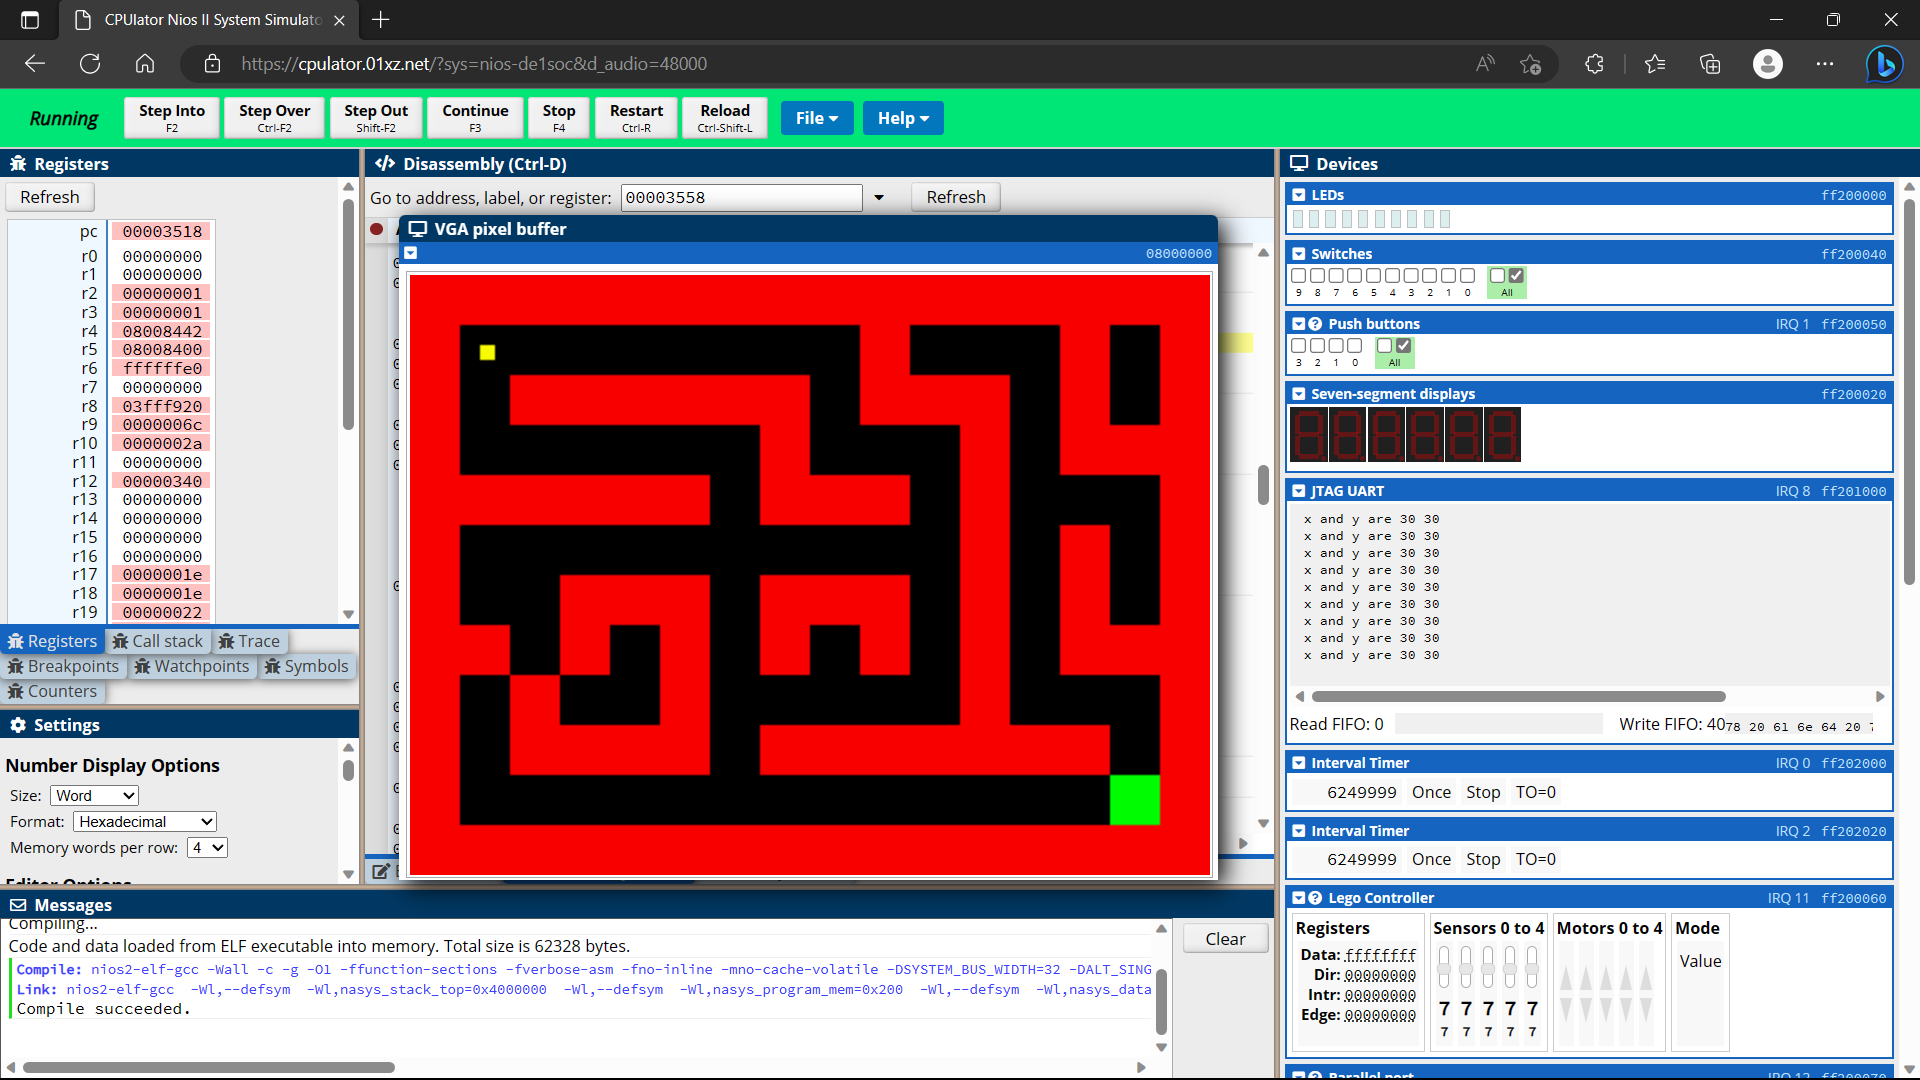 CPUlator Nios II System Simulato
https://cpulator.01xz.net/?sys=nios-de1soc&d_audio=48000
Running
Step Into
F2
Step Over
Ctrl-F2
Step Out
Shift-F2
Continue
F3
Stop
F4
Restart
Ctrl-R
Reload
Ctrl-Shift-L
File
Help
Registers
Refresh
pc 00003518
r0 00000000
r1 00000000
r2 00000001
r3 00000001
r4 08008442
r5 08008400
r6 ffffffe0
r7 00000000
r8 03fff920
r9 0000006c
r10 0000002a
r11 00000000
r12 00000340
r13 00000000
r14 00000000
r15 00000000
r16 00000000
r17 0000001e
r18 0000001e
r19 00000022
Registers Call stack Trace
Breakpoints Watchpoints Symbols
Counters
Settings
Number Display Options
Size: Word
Format: Hexadecimal
Memory words per row: 4
Disassembly (Ctrl-D)
Go to address, label, or register: 00003558 Refresh
VGA pixel buffer
08000000
Messages
Compiling...
Code and data loaded from ELF executable into memory. Total size is 62328 bytes.
Compile: nios2-elf-gcc -Wall -c -g -O1 -ffunction-sections -fverbose-asm -fno-inline -mno-cache-volatile -DSYSTEM_BUS_WIDTH=32 -DALT_SING
Link: nios2-elf-gcc -Wl,--defsym -Wl,nasys_stack_top=0x4000000 -Wl,--defsym -Wl,nasys_program_mem=0x200 -Wl,--defsym -Wl,nasys_data
Compile succeeded.
Clear
Devices
LEDs ff200000
Switches ff200040
9 8 7 6 5 4 3 2 1 0 All
Push buttons IRQ 1 ff200050
3 2 1 0 All
Seven-segment displays ff200020
JTAG UART IRQ 8 ff201000
x and y are 30 30
x and y are 30 30
x and y are 30 30
x and y are 30 30
x and y are 30 30
x and y are 30 30
x and y are 30 30
x and y are 30 30
x and y are 30 30
Read FIFO: 0 Write FIFO: 40 78 20 61 6e 64 20
Interval Timer IRQ 0 ff202000
6249999 Once Stop TO=0
Interval Timer IRQ 2 ff202020
6249999 Once Stop TO=0
Lego Controller IRQ 11 ff200060
Registers
Data: ffffffff
Dir: 00000000
Intr: 00000000
Edge: 00000000
Sensors 0 to 4
7 7 7 7 7
7 7 7 7 7
Motors 0 to 4
Mode
Value